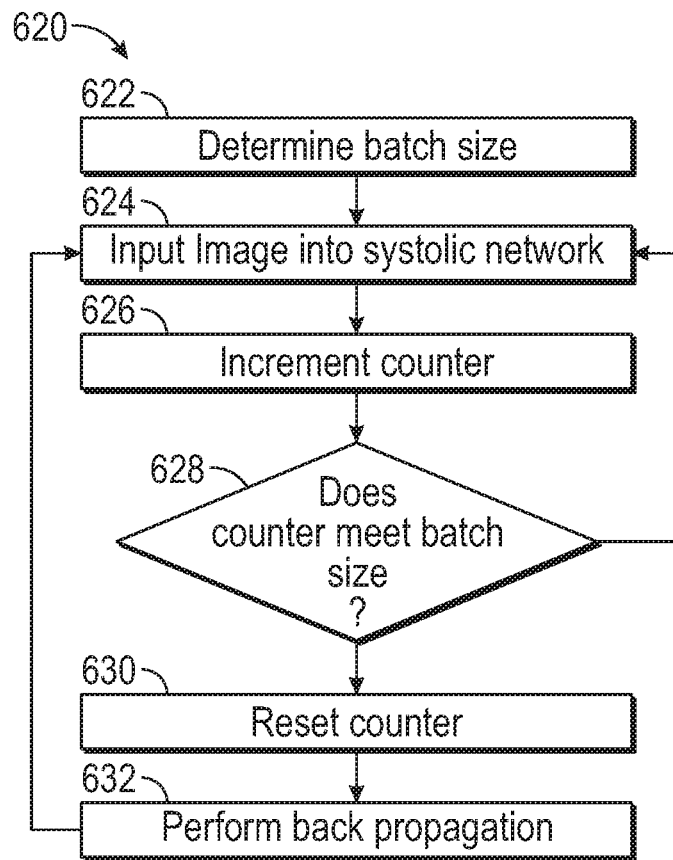 620
622
Determine batch size
624
Input Image into systolic network
626
Increment counter
628
Does
counter meet batch
size
?
630
Reset counter
632
Perform back propagation